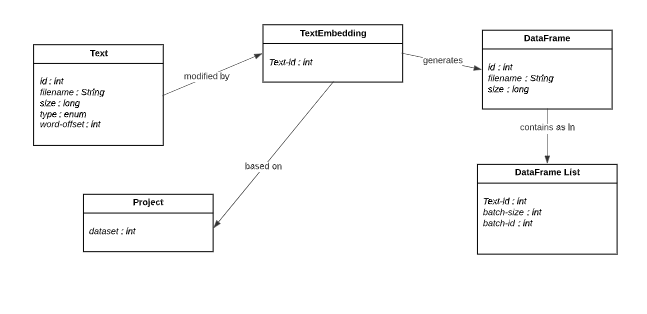 Text
id : int
filename : String
size : long
type : enum
word-offset : int
modified by
TextEmbedding
Text-id : int
generates
DataFrame
id : int
filename : String
size : long
contains as in
DataFrame List
Text-id : int
batch-size : int
batch-id : int
based on
Project
dataset : int